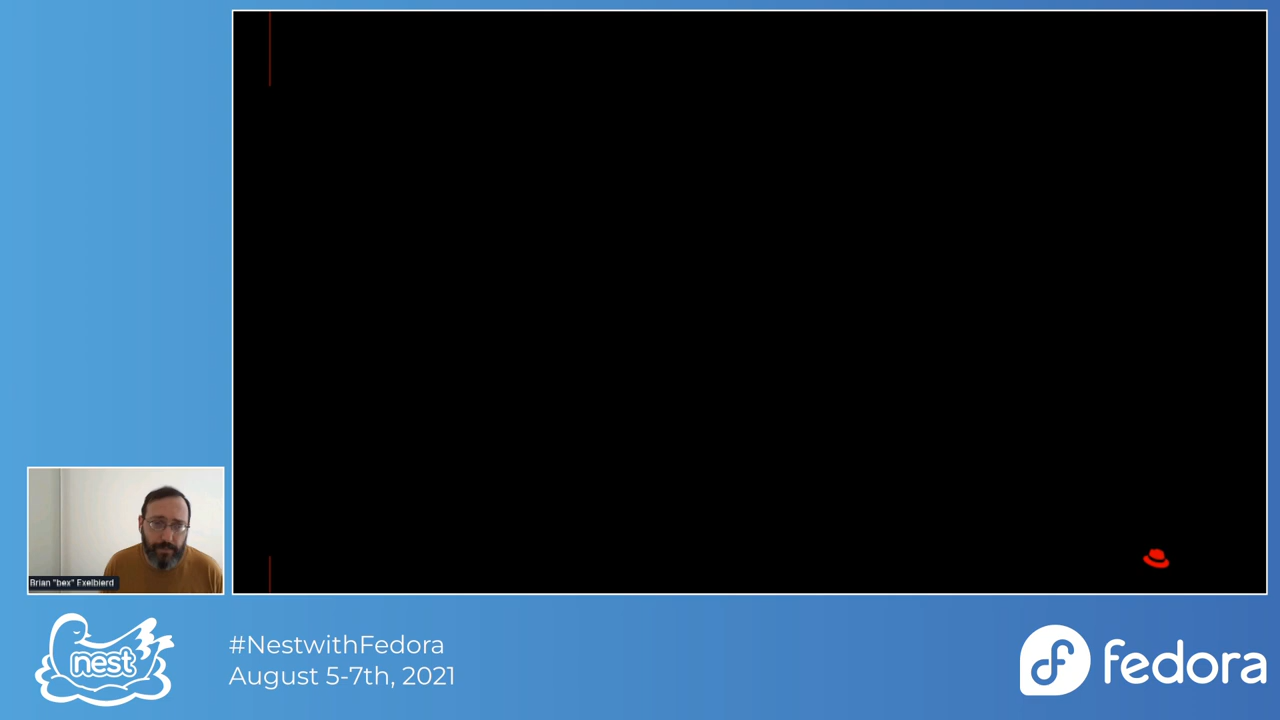 Brian "bex" Exelbierd
nest
#NestwithFedora
August 5-7th, 2021
fedora